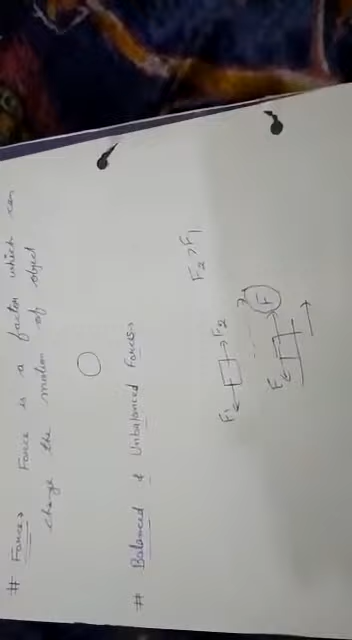 # Force→ Force is a factor which can
change the motion of object
# Balanced & Unbalanced Forces→
F₂ > F₁
F₁ F₂
F F